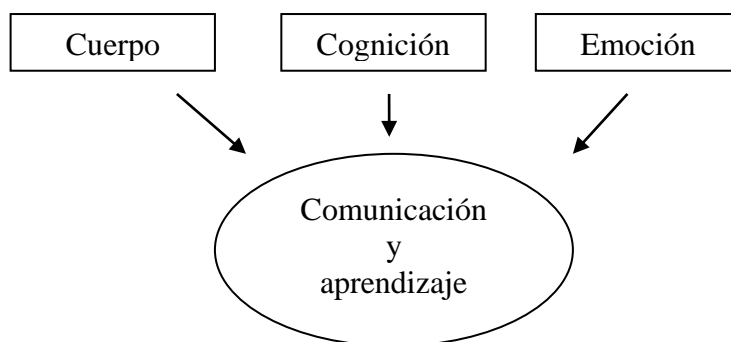 Cuerpo
Cognición
Emoción
Comunicación
y
aprendizaje